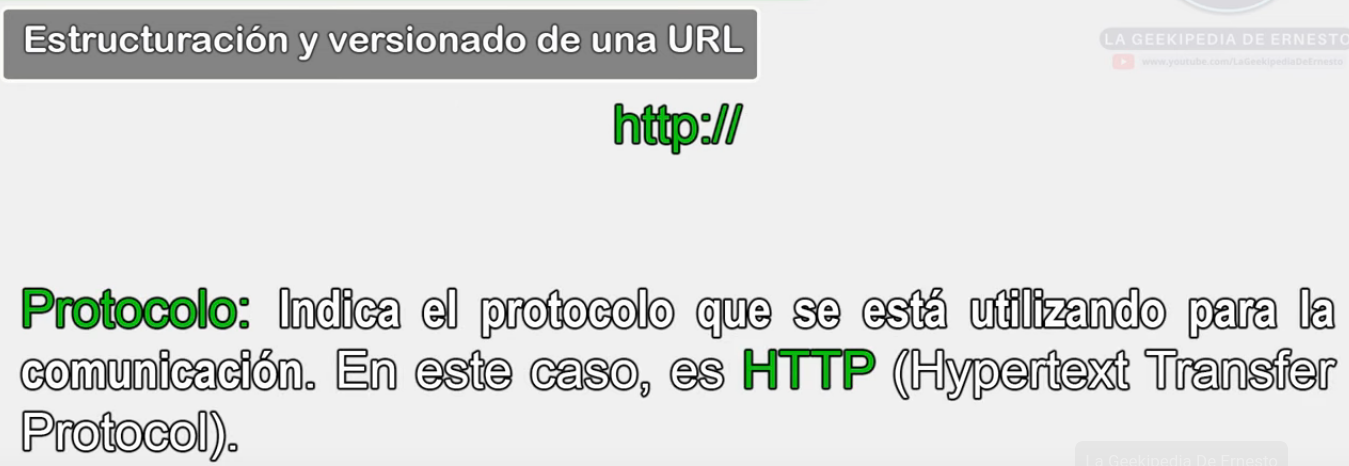 Estructuración y versionado de una URL
LA GEEKIPEDIA DE ERNESTO
www.youtube.com/LaGeekipediaDeErnesto
http://
Protocolo: Indica el protocolo que se está utilizando para la
comunicación. En este caso, es HTTP (Hypertext Transfer
Protocol).
La Geekipedia De Ernesto